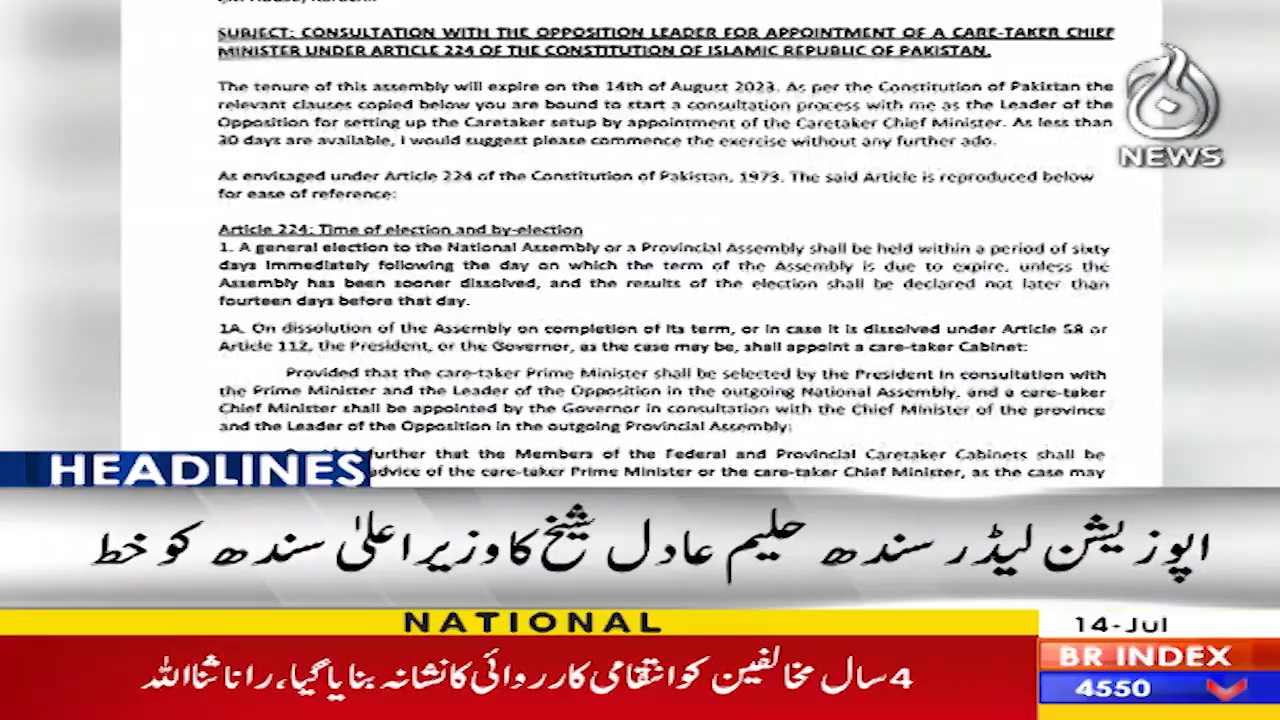 SUBJECT: CONSULTATION WITH THE OPPOSITION LEADER FOR APPOINTMENT OF A CARE-TAKER CHIEF
MINISTER UNDER ARTICLE 224 OF THE CONSTITUTION OF ISLAMIC REPUBLIC OF PAKISTAN.
The tenure of this assembly will expire on the 14th of August 2023. As per the Constitution of Pakistan the
relevant clauses copied below you are bound to start a consultation process with me as the Leader of the
Opposition for setting up the Caretaker setup by appointment of the Caretaker Chief Minister. As less than
30 days are available, I would suggest please commence the exercise without any further ado.
As envisaged under Article 224 of the Constitution of Pakistan, 1973. The said Article is reproduced below
for ease of reference:
Article 224: Time of election and by-election
1. A general election to the National Assembly or a Provincial Assembly shall be held within a period of sixty
days immediately following the day on which the term of the Assembly is due to expire, unless the
Assembly has been sooner dissolved, and the results of the election shall be declared not later than
fourteen days before that day.
1A. On dissolution of the Assembly on completion of its term, or in case it is dissolved under Article 58 or
Article 112, the President, or the Governor, as the case may be, shall appoint a care-taker Cabinet:
Provided that the care-taker Prime Minister shall be selected by the President in consultation with
the Prime Minister and the Leader of the Opposition in the outgoing National Assembly, and a care-taker
Chief Minister shall be appointed by the Governor in consultation with the Chief Minister of the province
and the Leader of the Opposition in the outgoing Provincial Assembly:
further that the Members of the Federal and Provincial Caretaker Cabinets shall be
advice of the care-taker Prime Minister or the care-taker Chief Minister, as the case may
NEWS
HEADLINES
اپوزیشن لیڈر سندھ حلیم عادل شیخ کا وزیراعلیٰ سندھ کو خط
NATIONAL
4 سال مخالفین کو انتقامی کارروائی کا نشانہ بنایا گیا، رانا ثنااللہ
14-Jul
BR INDEX
4550